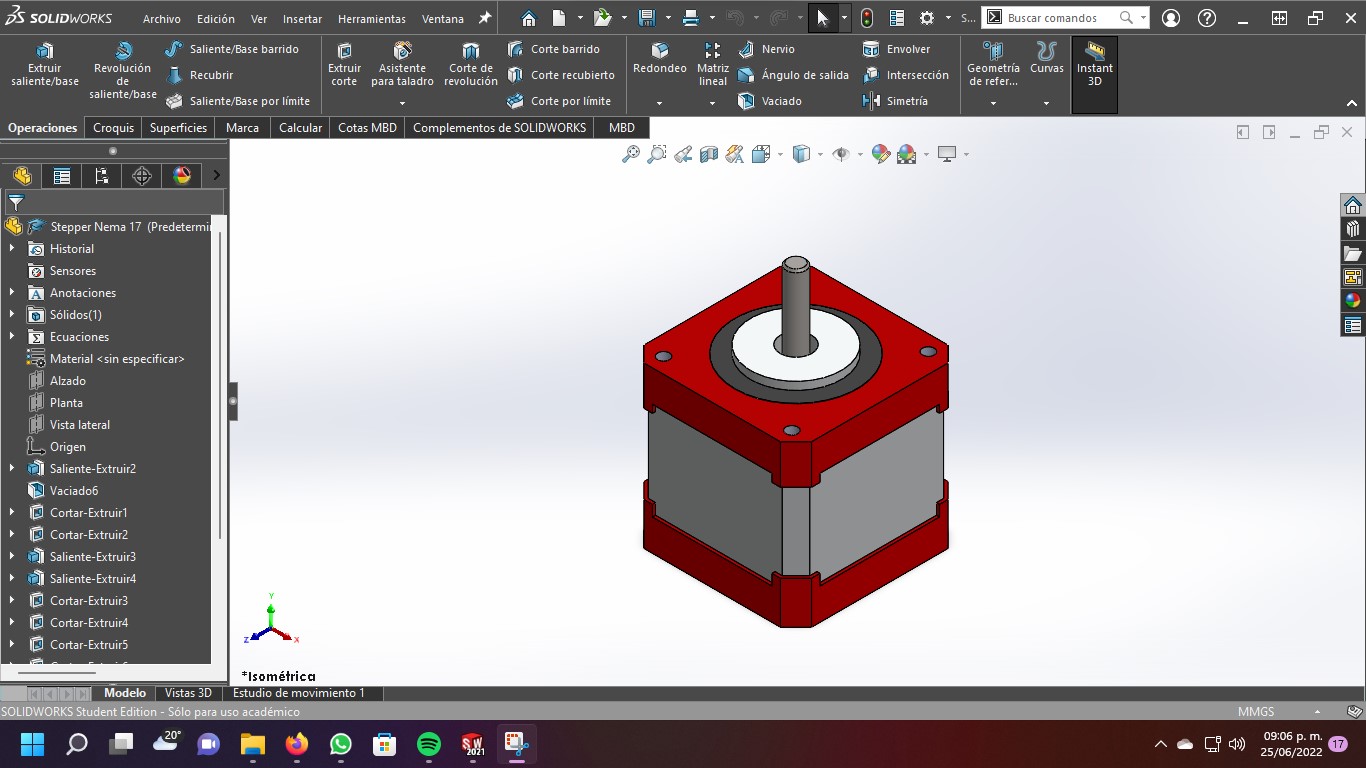 SOLIDWORKS Archivo Edición Ver Insertar Herramientas Ventana S... Buscar comandos
Extruir saliente/base
Revolución de saliente/base
Saliente/Base barrido
Recubrir
Saliente/Base por límite
Extruir corte
Asistente para taladro
Corte de revolución
Corte barrido
Corte recubierto
Corte por límite
Redondeo
Matriz lineal
Nervio
Ángulo de salida
Vaciado
Envolver
Intersección
Simetría
Geometría de refer...
Curvas
Instant 3D
Operaciones Croquis Superficies Marca Calcular Cotas MBD Complementos de SOLIDWORKS MBD
Stepper Nema 17 (Predetermi
Historial
Sensores
Anotaciones
Sólidos(1)
Ecuaciones
Material <sin especificar>
Alzado
Planta
Vista lateral
Origen
Saliente-Extruir2
Vaciado6
Cortar-Extruir1
Cortar-Extruir2
Saliente-Extruir3
Saliente-Extruir4
Cortar-Extruir3
Cortar-Extruir4
Cortar-Extruir5
Y
Z
X
*Isométrica
Modelo Vistas 3D Estudio de movimiento 1
SOLIDWORKS Student Edition - Sólo para uso académico MMGS
20°
SW
2021
09:06 p. m.
25/06/2022
17